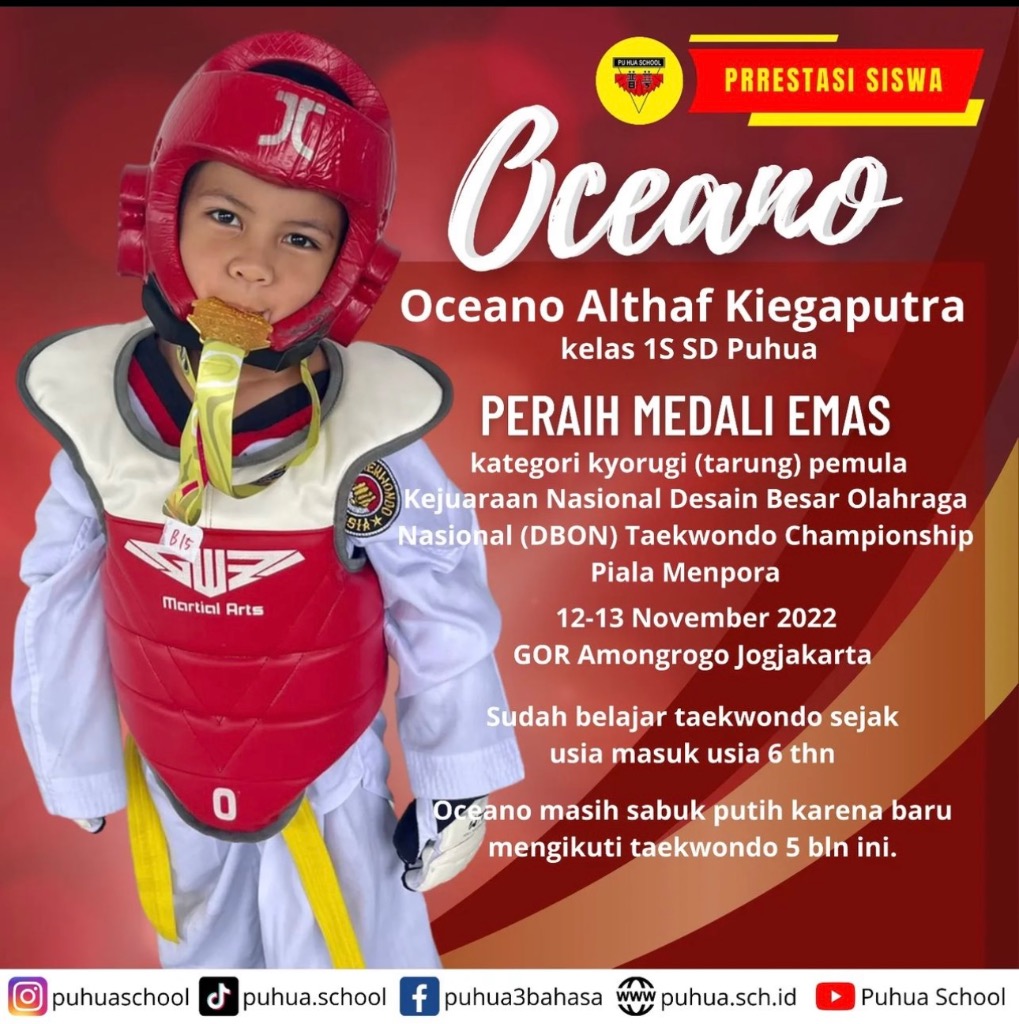 PU HUA SCHOOL
PRRESTASI SISWA
Oceano
Oceano Althaf Kiegaputra
kelas 1S SD Puhua
PERAIH MEDALI EMAS
kategori kyorugi (tarung) pemula
Kejuaraan Nasional Desain Besar Olahraga
Nasional (DBON) Taekwondo Championship
Piala Menpora
12-13 November 2022
GOR Amongrogo Jogjakarta
Sudah belajar taekwondo sejak
usia masuk usia 6 thn
Oceano masih sabuk putih karena baru
mengikuti taekwondo 5 bln ini.
B15
Martial Arts
O
puhuaschool
puhua.school
puhua3bahasa
www puhua.sch.id
Puhua School